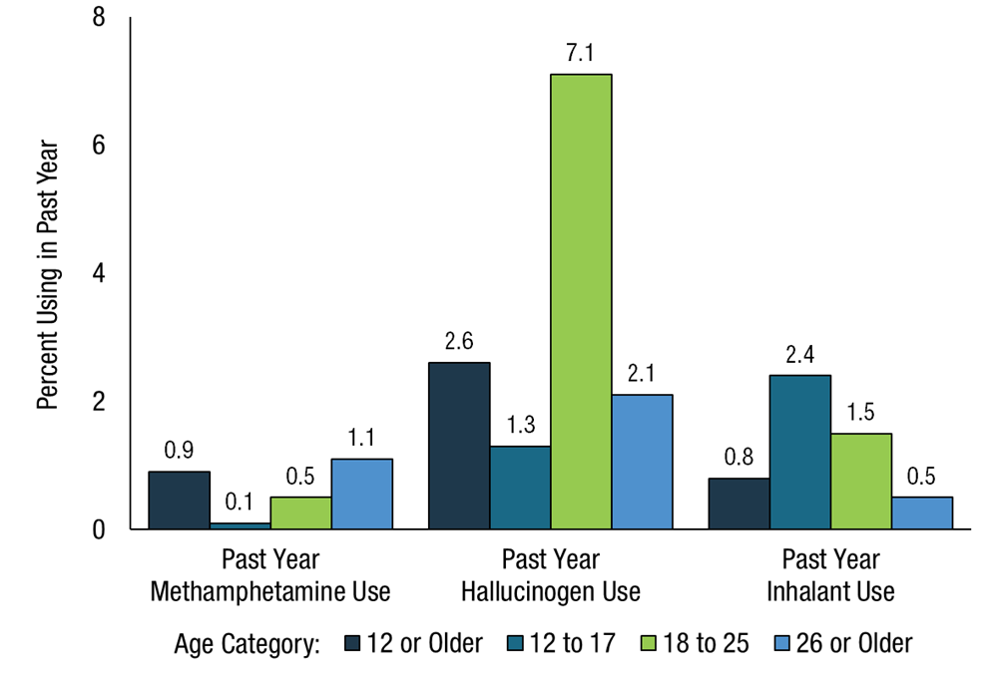 8
6
4
2
0
Percent Using in Past Year
0.9
0.1
0.5
1.1
2.6
1.3
7.1
2.1
0.8
2.4
1.5
0.5
Past Year
Methamphetamine Use
Past Year
Hallucinogen Use
Past Year
Inhalant Use
Age Category: 12 or Older 12 to 17 18 to 25 26 or Older